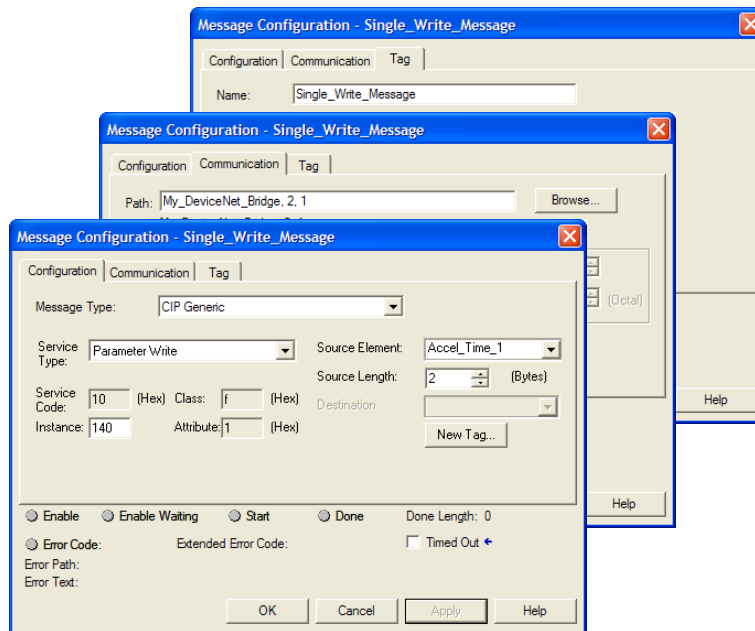 Message Configuration - Single_Write_Message
Configuration Communication Tag
Name: Single_Write_Message
Help
Message Configuration - Single_Write_Message
Configuration Communication Tag
Path: My_DeviceNet_Bridge, 2, 1 Browse...
(Octal)
Help
Message Configuration - Single_Write_Message
Configuration Communication Tag
Message Type: CIP Generic
Service Type: Parameter Write
Source Element: Accel_Time_1
Source Length: 2 (Bytes)
Service Code: 10 (Hex) Class: f (Hex)
Destination
Instance: 140 Attribute: 1 (Hex)
New Tag...
Enable Enable Waiting Start Done Done Length: 0
Error Code: Extended Error Code: Timed Out
Error Path:
Error Text:
OK Cancel Apply Help